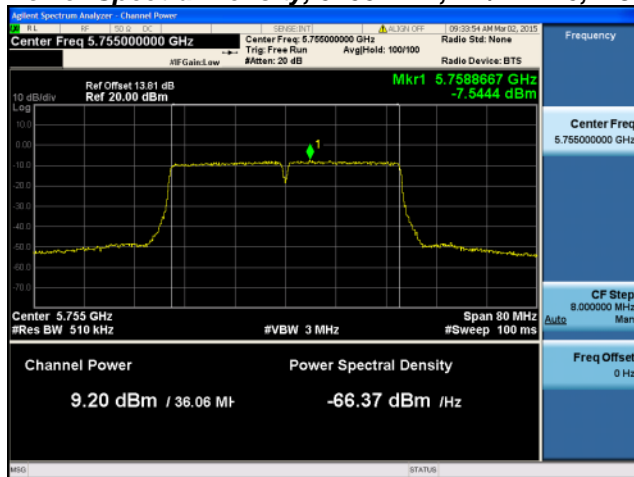 Agilent Spectrum Analyzer - Channel Power
RL RF 50 Ω DC SENSE:INT ALIGN OFF 09:33:54 AM Mar 02, 2015
Center Freq 5.755000000 GHz
#IFGain:Low
Center Freq: 5.755000000 GHz
Trig: Free Run Avg|Hold: 100/100
#Atten: 20 dB
Radio Std: None
Radio Device: BTS
Frequency
Ref Offset 13.81 dB
Ref 20.00 dBm
10 dB/div
Log
Mkr1 5.7588667 GHz
-7.5444 dBm
10.0
0.00
-10.0
-20.0
-30.0
-40.0
-50.0
-60.0
-70.0
1
Center Freq
5.755000000 GHz
Center 5.755 GHz
Span 80 MHz
#Res BW 510 kHz
#VBW 3 MHz
#Sweep 100 ms
CF Step
8.000000 MHz
Auto Man
Channel Power
Power Spectral Density
9.20 dBm / 36.06 MH
-66.37 dBm /Hz
Freq Offset
0 Hz
MSG
STATUS